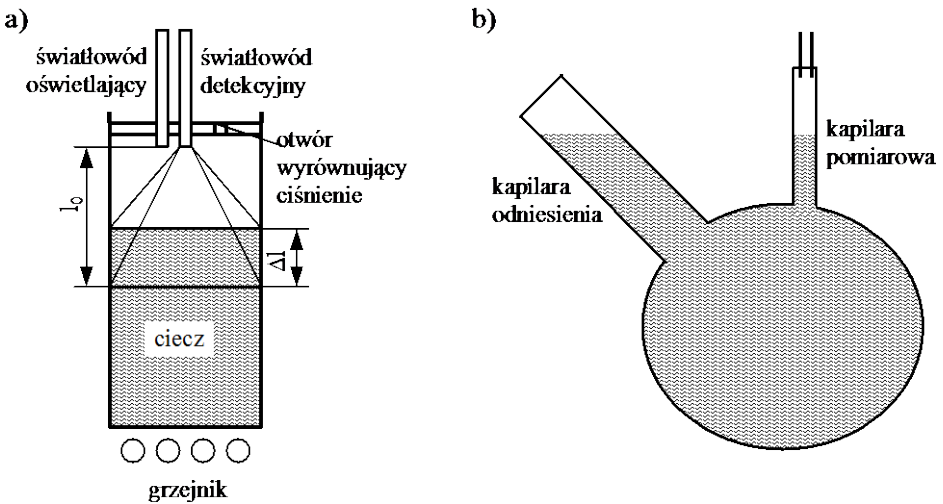 a)
światłowód
oświetlający
światłowód
detekcyjny
otwór
wyrównujący
ciśnienie
l₀
Δl
ciecz
grzejnik
b)
kapilara
odniesienia
kapilara
pomiarowa